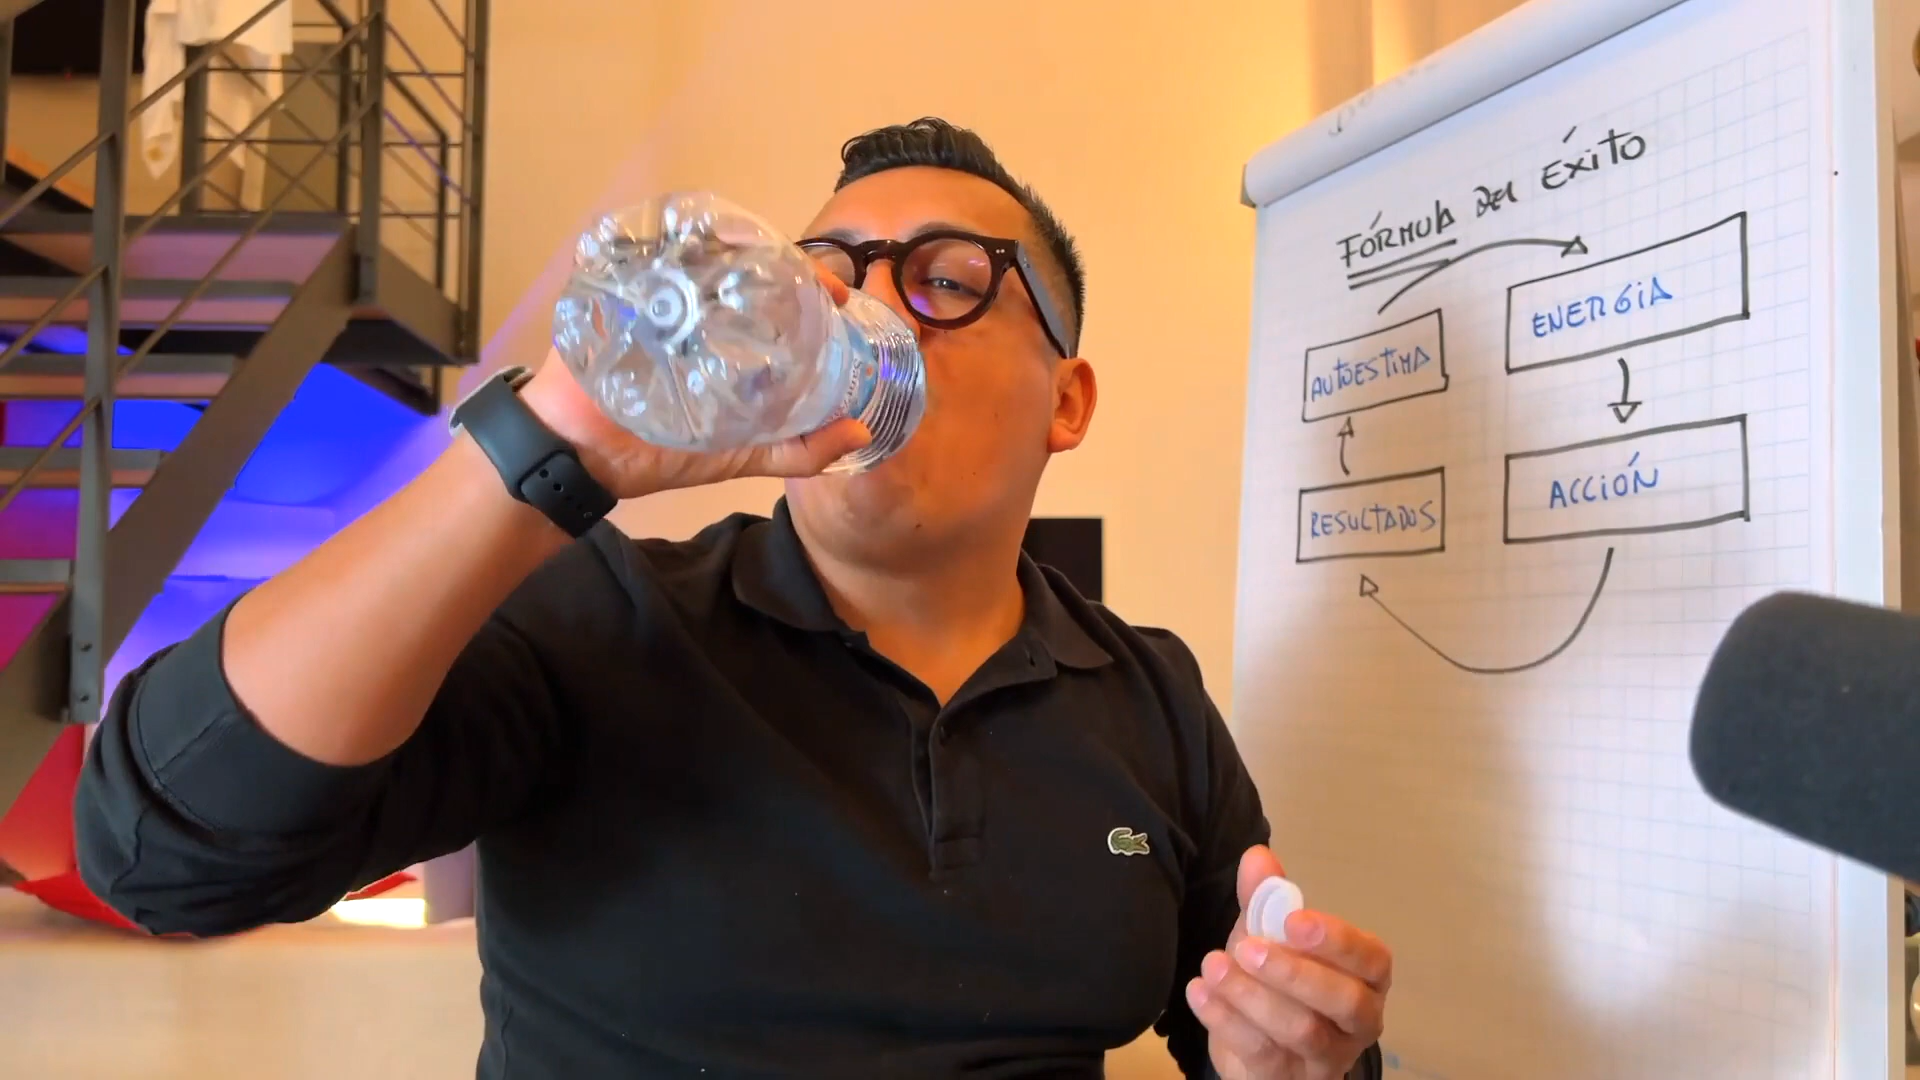 FÓRMULA DEL ÉXITO
ENERGIA
AUTOESTIMA
ACCIÓN
RESULTADOS